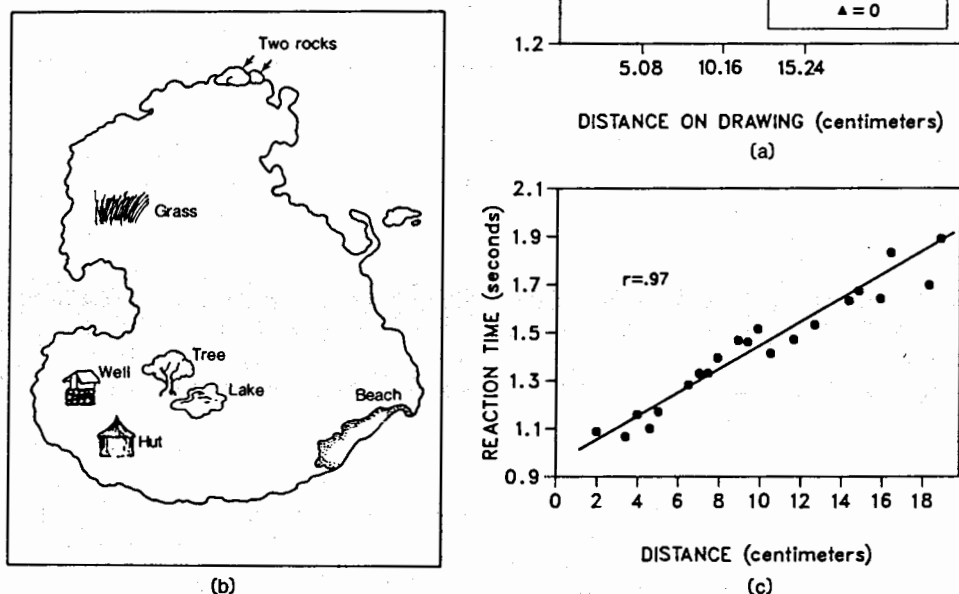 Two rocks
Grass
Tree
Well
Lake
Beach
Hut
(b)
▲ = 0
1.2
5.08 10.16 15.24
DISTANCE ON DRAWING (centimeters)
(a)
2.1
1.9
1.7
1.5
1.3
1.1
0.9
REACTION TIME (seconds)
r=.97
0 2 4 6 8 10 12 14 16 18
DISTANCE (centimeters)
(c)